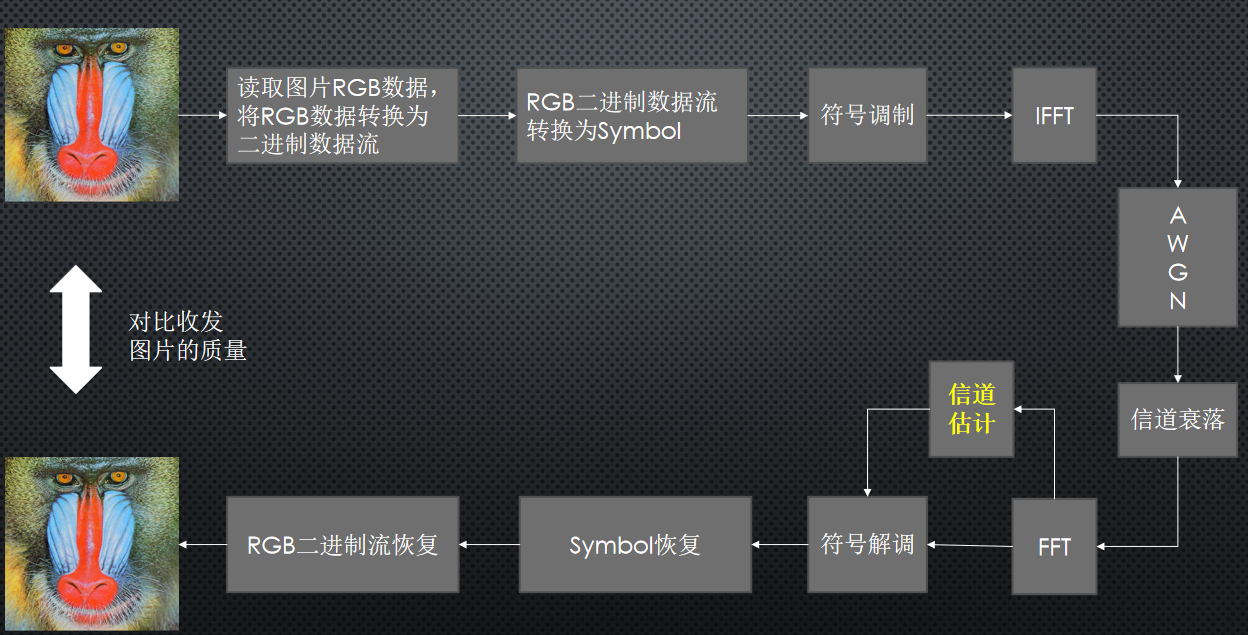 读取图片RGB数据，
将RGB数据转换为
二进制数据流
RGB二进制数据流
转换为Symbol
符号调制
IFFT
A
W
G
N
对比收发
图片的质量
信道
估计
信道衰落
RGB二进制流恢复
Symbol恢复
符号解调
FFT